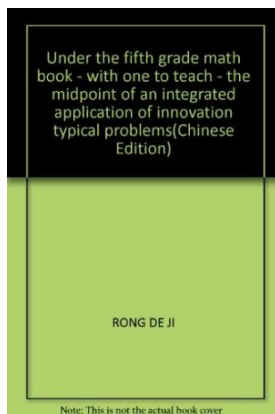 Under the fifth grade math
book - with one to teach - the
midpoint of an integrated
application of innovation
typical problems(Chinese
Edition)
RONG DE JI
Note: This is not the actual book cover